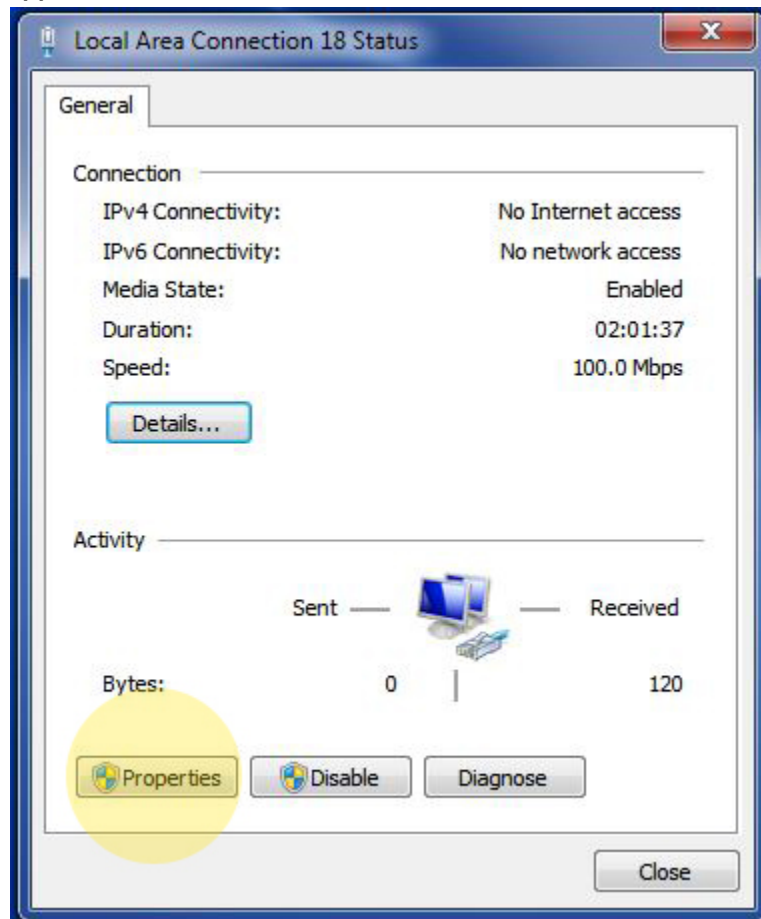 Local Area Connection 18 Status
General
Connection
IPv4 Connectivity: No Internet access
IPv6 Connectivity: No network access
Media State: Enabled
Duration: 02:01:37
Speed: 100.0 Mbps
Details...
Activity
Sent Received
Bytes: 0 120
Properties Disable Diagnose
Close